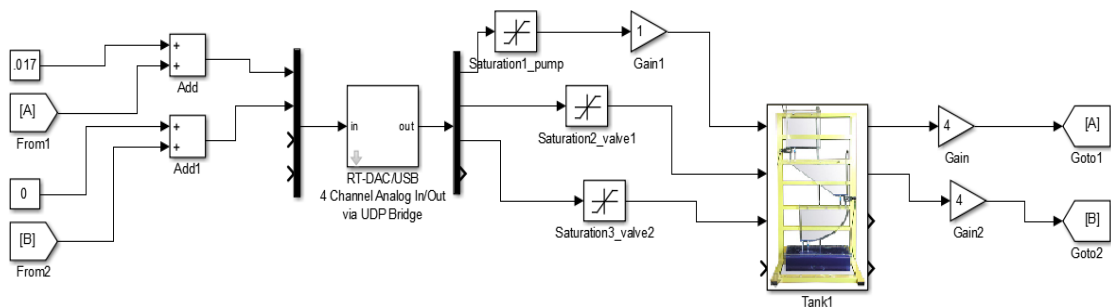 .017
+
+
Add
[A]
From1
0
+
+
Add1
0
[B]
From2
in
out
RT-DAC/USB
4 Channel Analog In/Out
via UDP Bridge
Saturation1_pump
1
Gain1
Saturation2_valve1
Saturation3_valve2
Tank1
4
Gain
4
Gain2
[A]
Goto1
[B]
Goto2